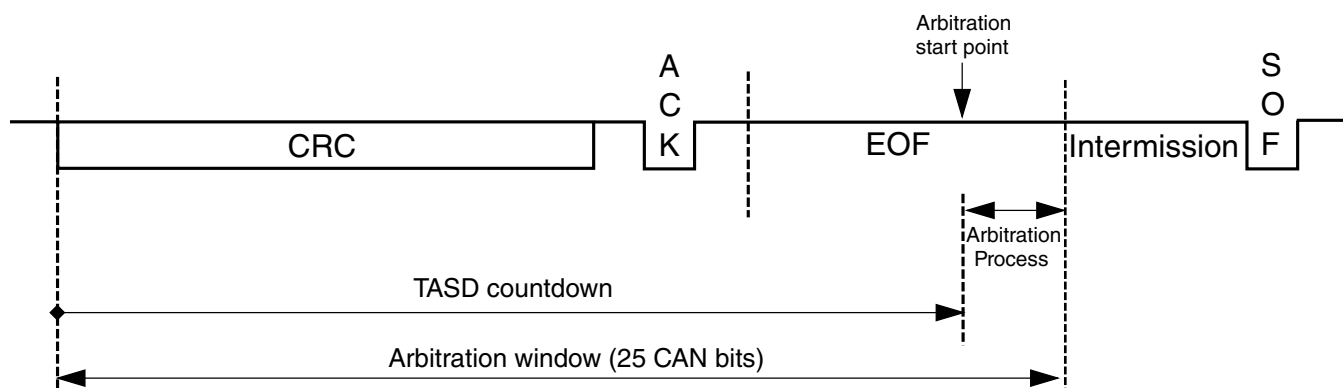 Arbitration
start point
A
C
K
S
O
F
CRC
EOF
Intermission
Arbitration
Process
TASD countdown
Arbitration window (25 CAN bits)